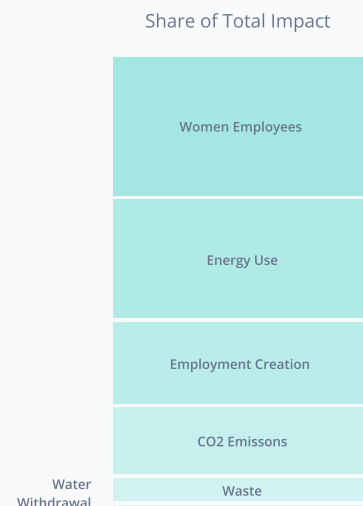 Share of Total Impact
Women Employees
Energy Use
Employment Creation
CO2 Emissons
Water
Withdrawal
Waste